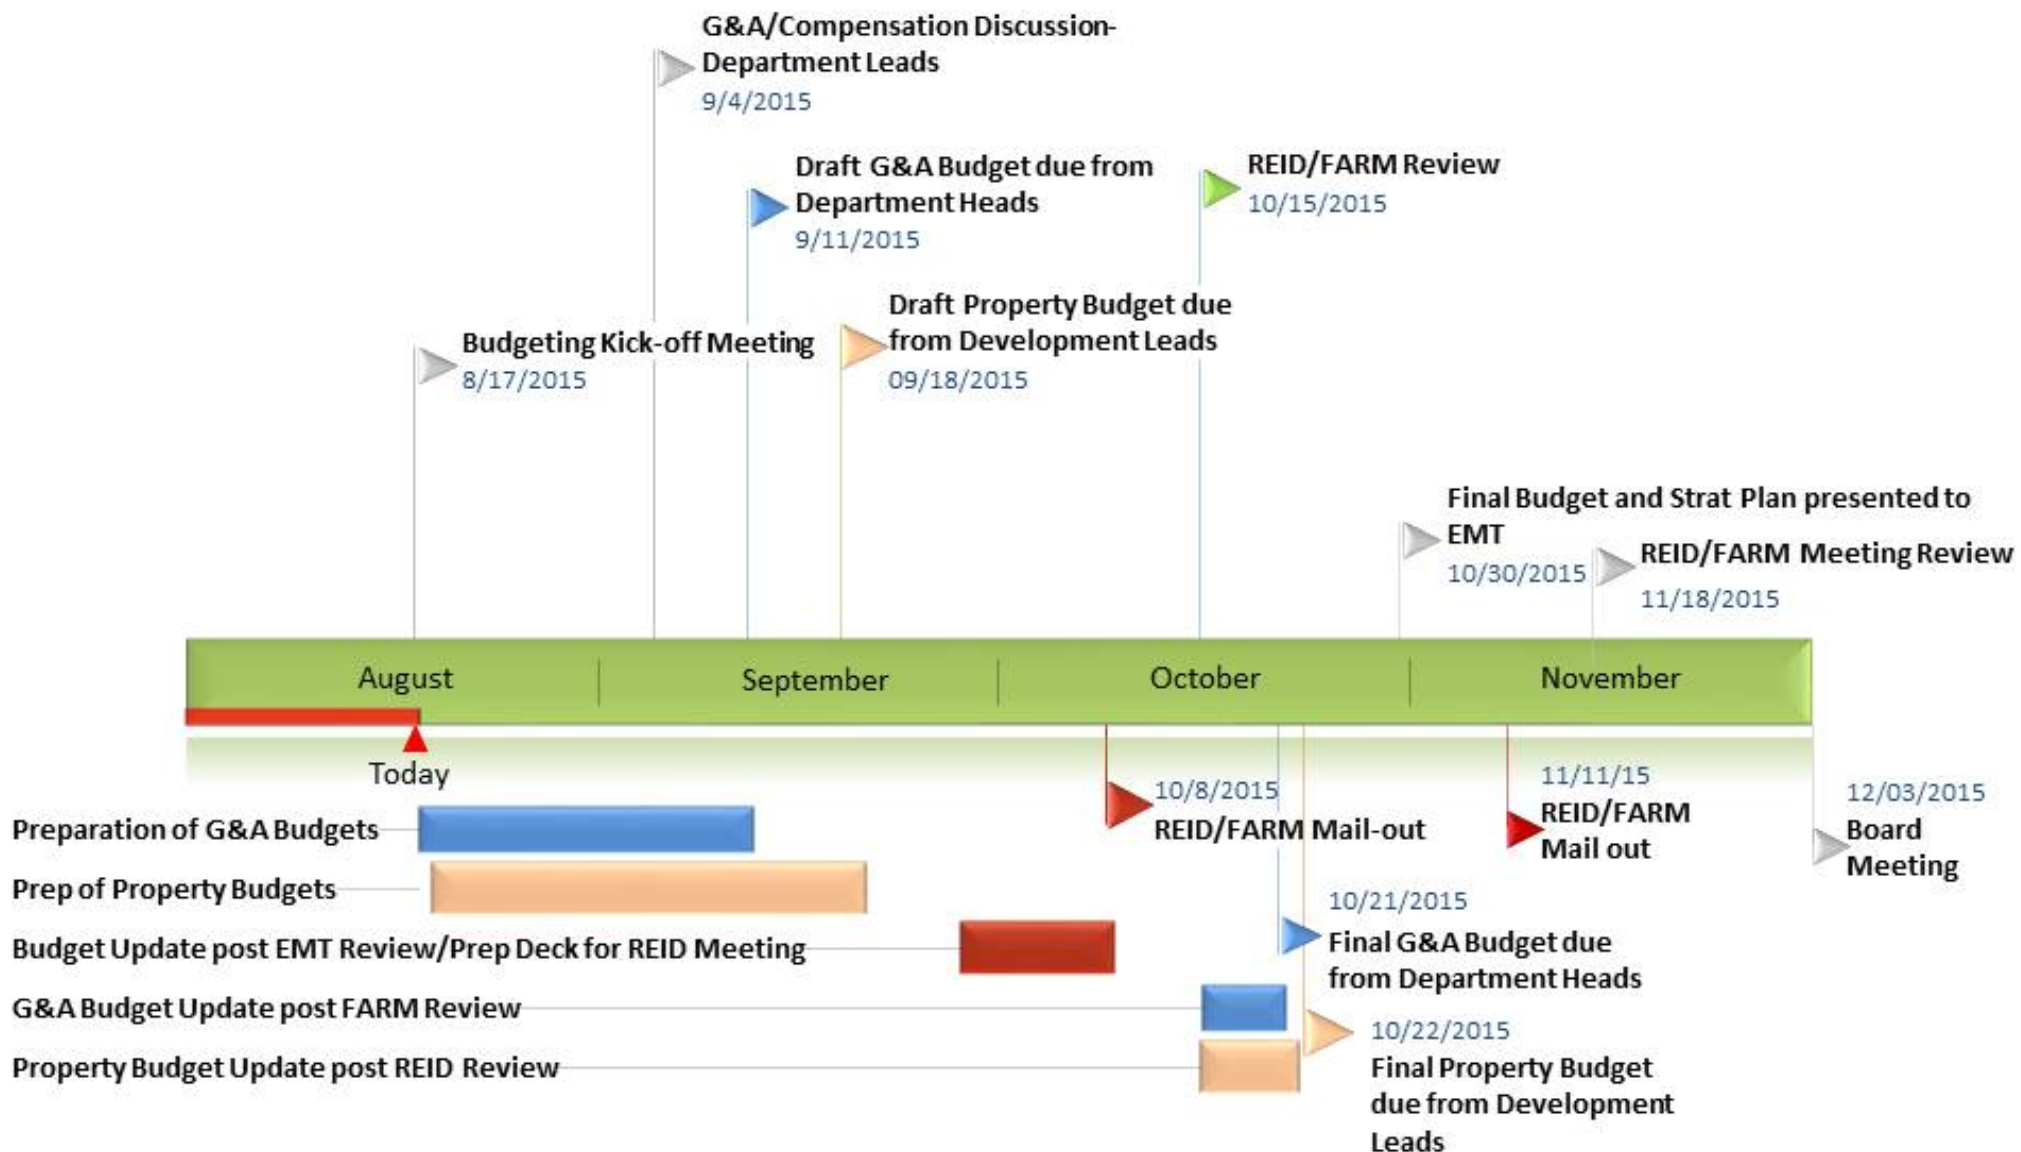 G&A/Compensation Discussion-
Department Leads
9/4/2015
Draft G&A Budget due from
Department Heads
9/11/2015
REID/FARM Review
10/15/2015
Draft Property Budget due
from Development Leads
09/18/2015
Budgeting Kick-off Meeting
8/17/2015
Final Budget and Strat Plan presented to
EMT
10/30/2015
REID/FARM Meeting Review
11/18/2015
August
September
October
November
Today
10/8/2015
REID/FARM Mail-out
11/11/15
REID/FARM
Mail out
12/03/2015
Board
Meeting
Preparation of G&A Budgets
Prep of Property Budgets
10/21/2015
Final G&A Budget due
from Department Heads
Budget Update post EMT Review/Prep Deck for REID Meeting
G&A Budget Update post FARM Review
10/22/2015
Final Property Budget
due from Development
Leads
Property Budget Update post REID Review